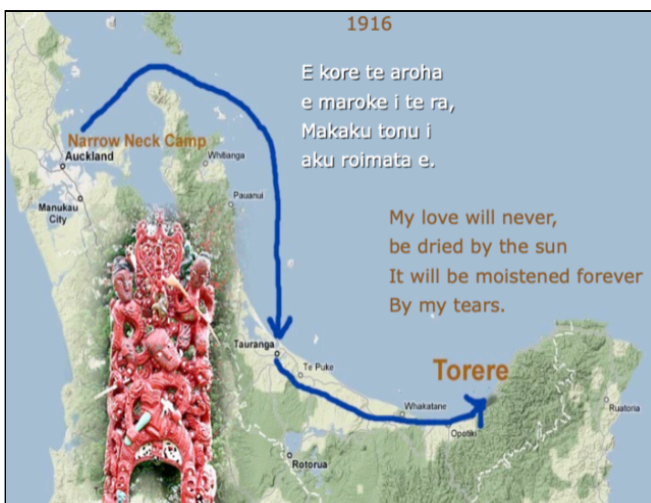 1916
E kore te aroha
e maroke i te ra,
Makaku tonu i
aku roimata e.
Narrow Neck Camp
Auckland
Whitianga
Manukau
City
Pauanui
My love will never,
be dried by the sun
It will be moistened forever
By my tears.
Tauranga
Te Puke
Torere
Whakatane
Opotiki
Ruatoria
Rotorua